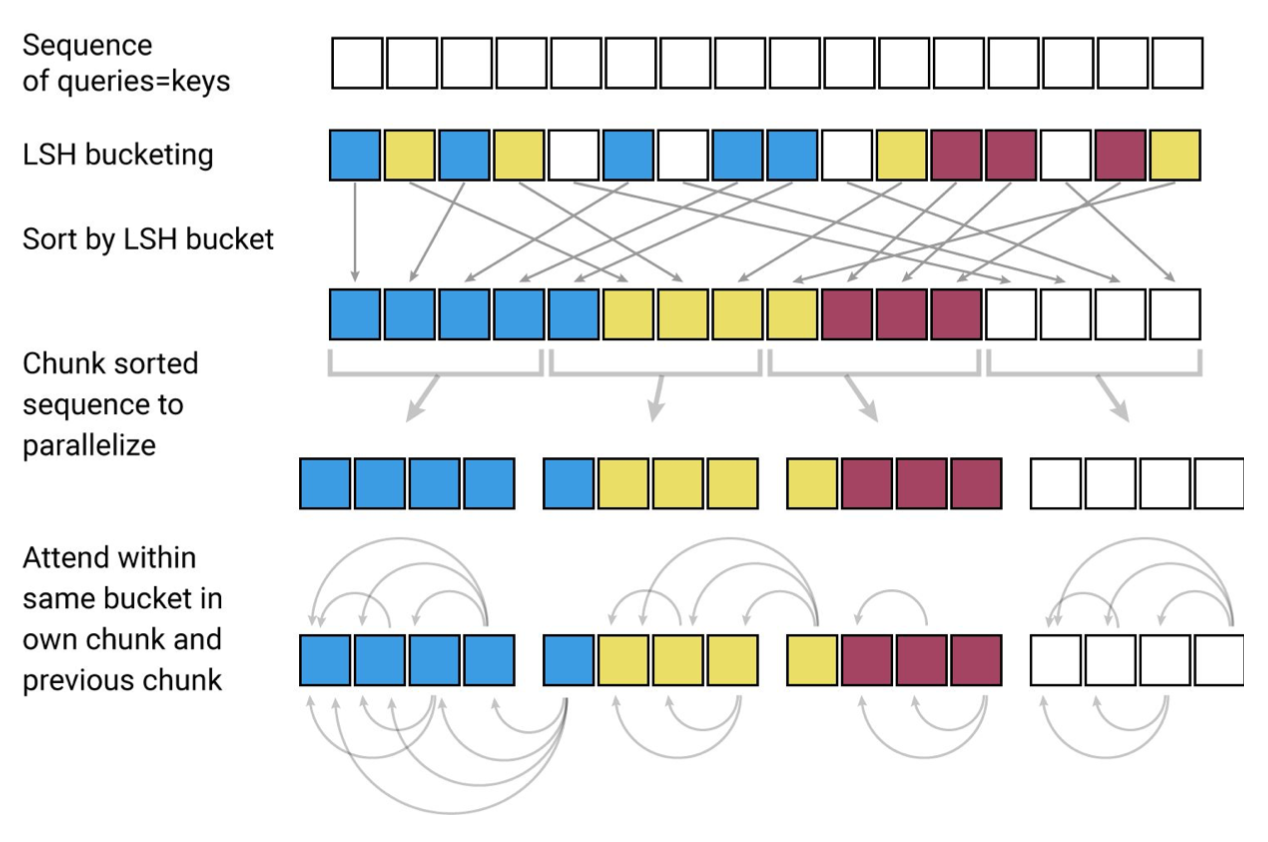 Sequence
of queries=keys
LSH bucketing
Sort by LSH bucket
Chunk sorted
sequence to
parallelize
Attend within
same bucket in
own chunk and
previous chunk